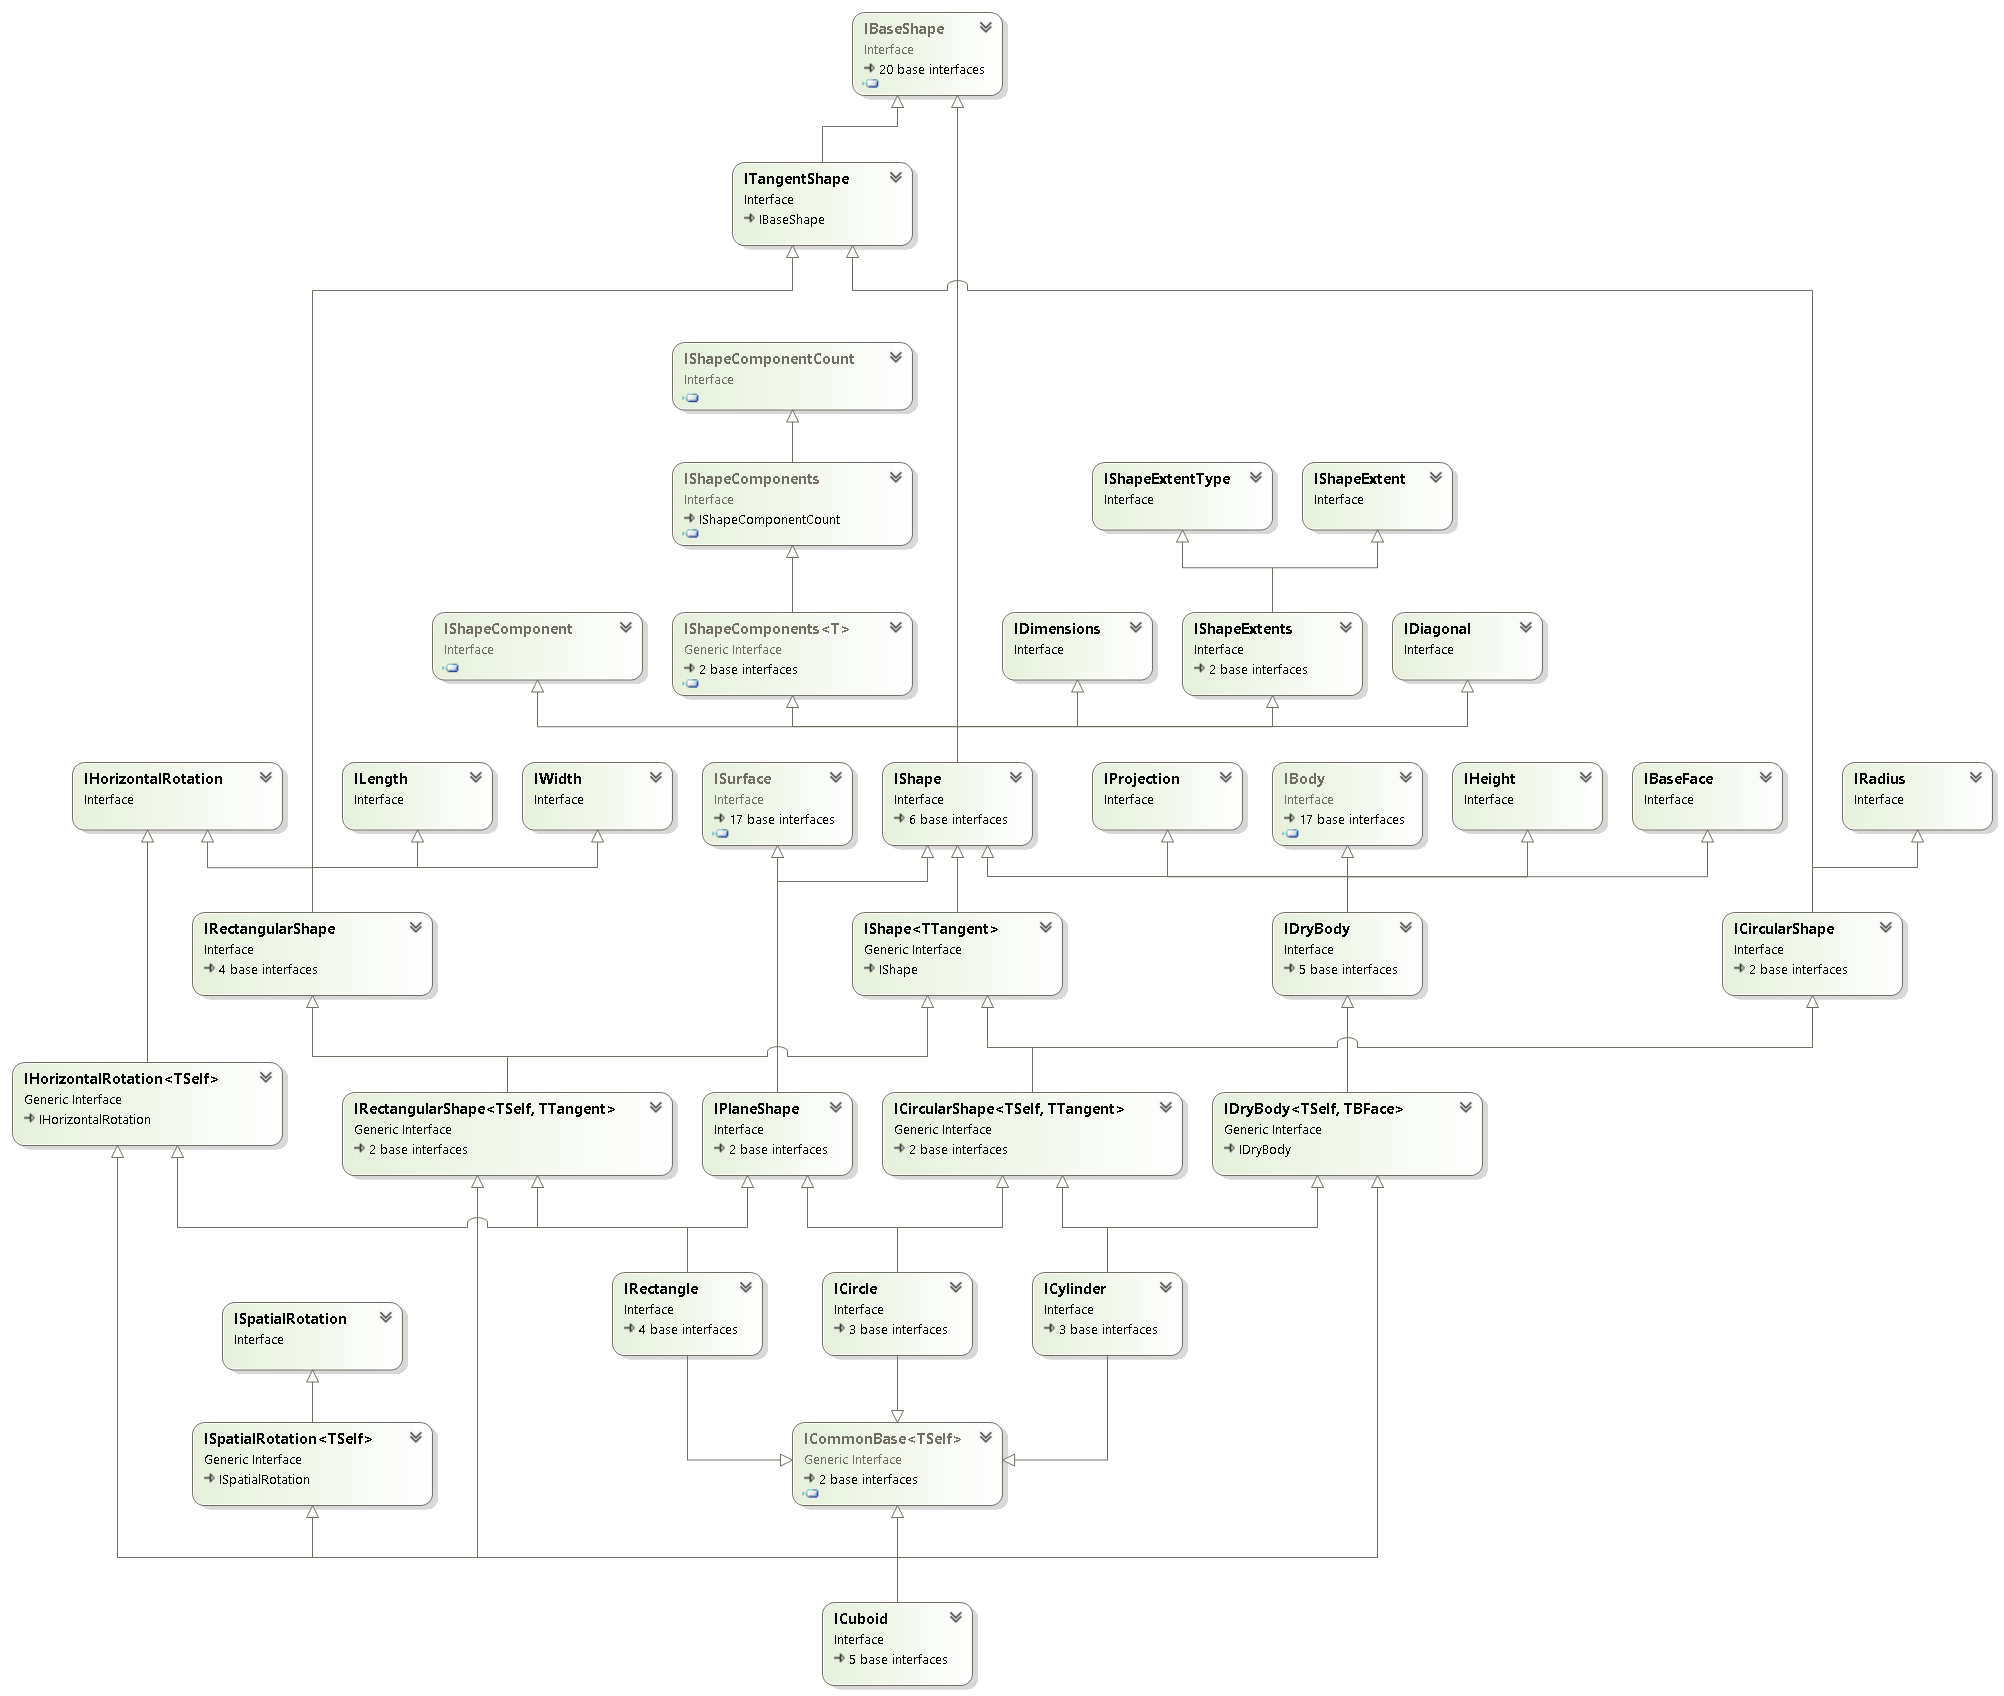 IBaseShape
Interface
20 base interfaces
ITangentShape
Interface
IBaseShape
IShapeComponentCount
Interface
IShapeComponents
Interface
IShapeComponentCount
IShapeExtentType
Interface
IShapeExtent
Interface
IShapeComponent
Interface
IShapeComponents<T>
Generic Interface
2 base interfaces
IDimensions
Interface
IShapeExtents
Interface
2 base interfaces
IDiagonal
Interface
IHorizontalRotation
Interface
ILength
Interface
IWidth
Interface
ISurface
Interface
17 base interfaces
IShape
Interface
6 base interfaces
IProjection
Interface
IBody
Interface
17 base interfaces
IHeight
Interface
IBaseFace
Interface
IRadius
Interface
IRectangularShape
Interface
4 base interfaces
IShape<TTangent>
Generic Interface
IShape
IDryBody
Interface
5 base interfaces
ICircularShape
Interface
2 base interfaces
IHorizontalRotation<TSelf>
Generic Interface
IHorizontalRotation
IRectangularShape<TSelf, TTangent>
Generic Interface
2 base interfaces
IPlaneShape
Interface
2 base interfaces
ICircularShape<TSelf, TTangent>
Generic Interface
2 base interfaces
IDryBody<TSelf, TBFace>
Generic Interface
IDryBody
IRectangle
Interface
4 base interfaces
ICircle
Interface
3 base interfaces
ICylinder
Interface
3 base interfaces
ISpatialRotation
Interface
ISpatialRotation<TSelf>
Generic Interface
ISpatialRotation
ICommonBase<TSelf>
Generic Interface
2 base interfaces
ICuboid
Interface
5 base interfaces